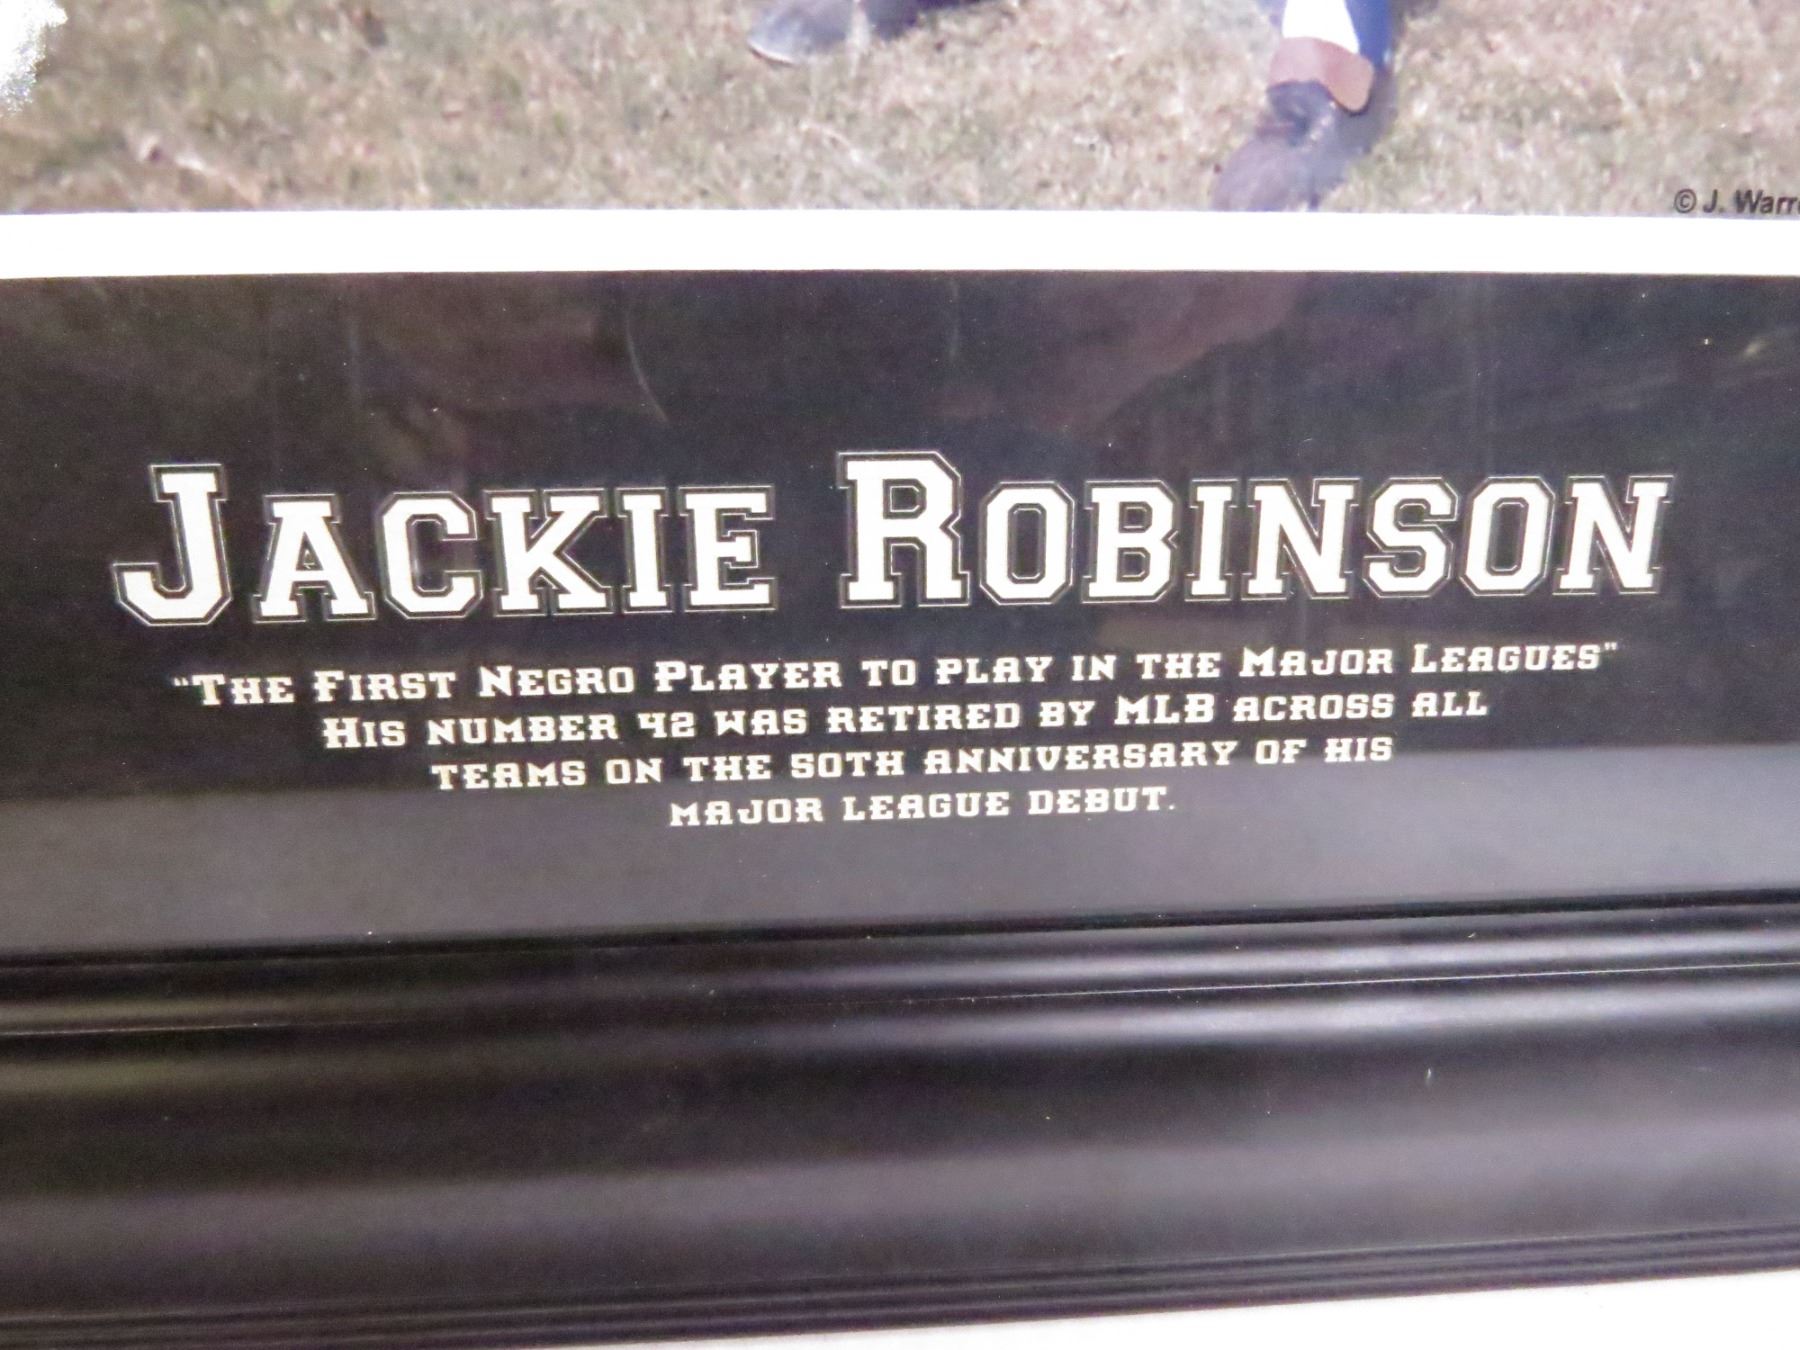 © J. Warr
JACKIE ROBINSON
"THE FIRST NEGRO PLAYER TO PLAY IN THE MAJOR LEAGUES"
HIS NUMBER 42 WAS RETIRED BY MLB ACROSS ALL
TEAMS ON THE 50TH ANNIVERSARY OF HIS
MAJOR LEAGUE DEBUT.